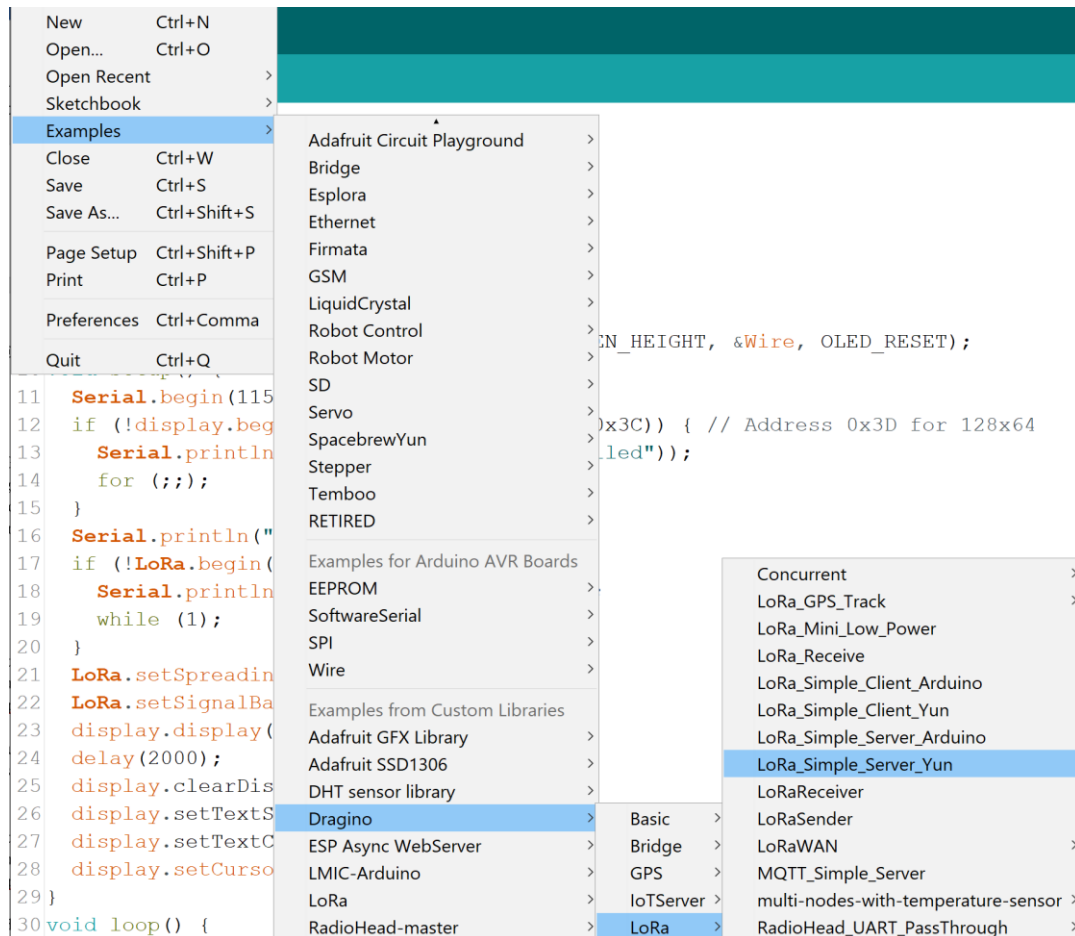 New Ctrl+N
Open... Ctrl+O
Open Recent >
Sketchbook >
Examples >
Close Ctrl+W
Save Ctrl+S
Save As... Ctrl+Shift+S
Page Setup Ctrl+Shift+P
Print Ctrl+P
Preferences Ctrl+Comma
Quit Ctrl+Q
Adafruit Circuit Playground >
Bridge >
Esplora >
Ethernet >
Firmata >
GSM >
LiquidCrystal >
Robot Control >
Robot Motor >
SD >
Servo >
SpacebrewYun >
Stepper >
Temboo >
RETIRED >
Examples for Arduino AVR Boards
EEPROM >
SoftwareSerial >
SPI >
Wire >
Examples from Custom Libraries
Adafruit GFX Library >
Adafruit SSD1306 >
DHT sensor library >
Dragino >
ESP Async WebServer >
LMIC-Arduino >
LoRa >
RadioHead-master >
Basic >
Bridge >
GPS >
IoTServer >
LoRa >
Concurrent >
LoRa_GPS_Track >
LoRa_Mini_Low_Power
LoRa_Receive
LoRa_Simple_Client_Arduino
LoRa_Simple_Client_Yun
LoRa_Simple_Server_Arduino
LoRa_Simple_Server_Yun
LoRaReceiver
LoRaSender
LoRaWAN >
MQTT_Simple_Server
multi-nodes-with-temperature-sensor >
RadioHead_UART_PassThrough >
EN_HEIGHT, &Wire, OLED_RESET);
11 Serial.begin(115
12 if (!display.beg 0x3C)) { // Address 0x3D for 128x64
13 Serial.println led"));
14 for (;;);
15 }
16 Serial.println("
17 if (!LoRa.begin(
18 Serial.println
19 while (1);
20 }
21 LoRa.setSpreadin
22 LoRa.setSignalBa
23 display.display(
24 delay(2000);
25 display.clearDis
26 display.setTextS
27 display.setTextC
28 display.setCurso
29 }
30 void loop() {